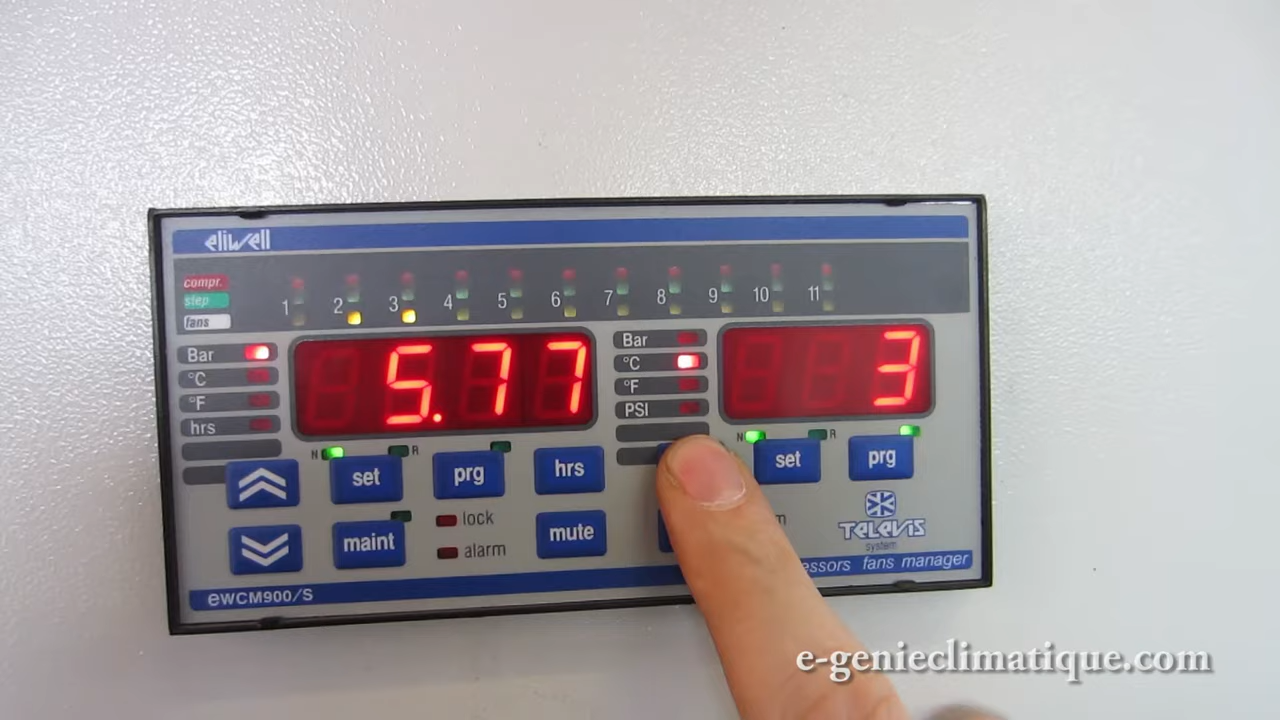 eliwell
compr.
step
fans
1 2 3 4 5 6 7 8 9 10 11
Bar
°C
°F
hrs
5.77
Bar
°C
°F
PSI
3
N R
set
prg
hrs
N R
set
prg
maint
lock
alarm
mute
TELEVIS
system
fans manager
EWCM900/S
e-genieclimatique.com